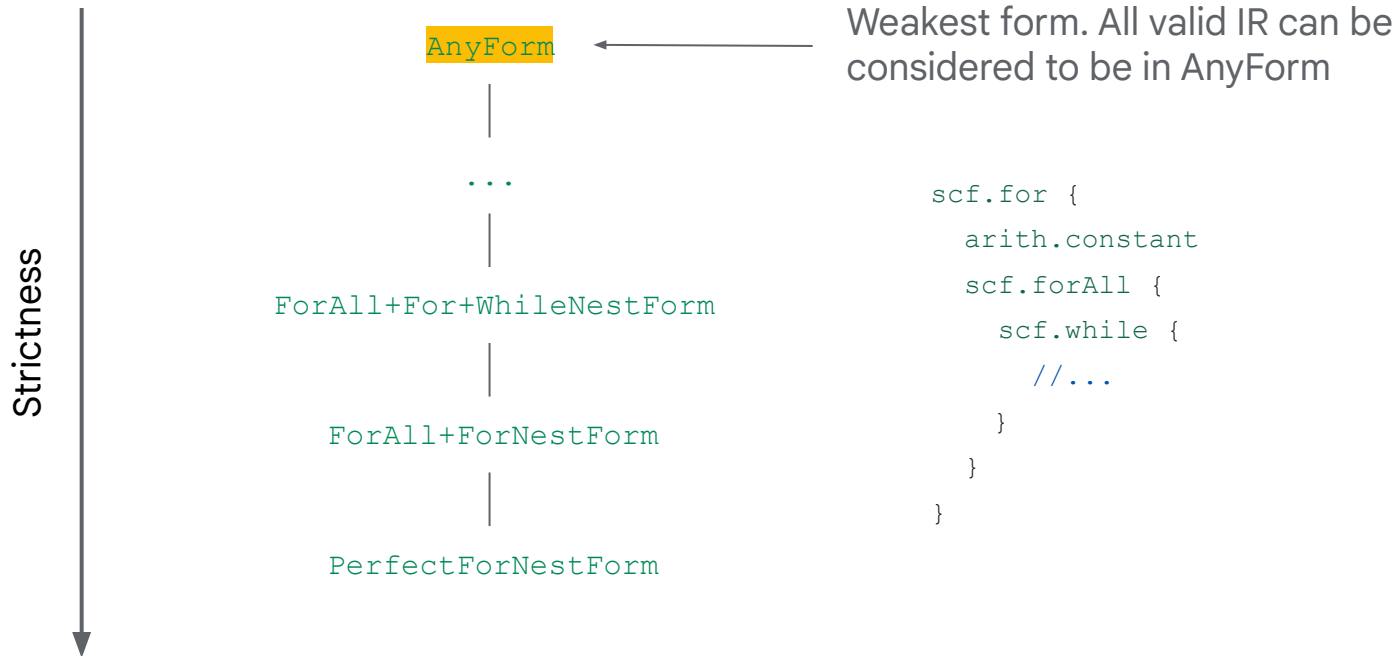 Strictness
AnyForm
...
ForAll+For+WhileNestForm
ForAll+ForNestForm
PerfectForNestForm
Weakest form. All valid IR can be
considered to be in AnyForm
scf.for {
arith.constant
scf.forAll {
scf.while {
//...
}
}
}